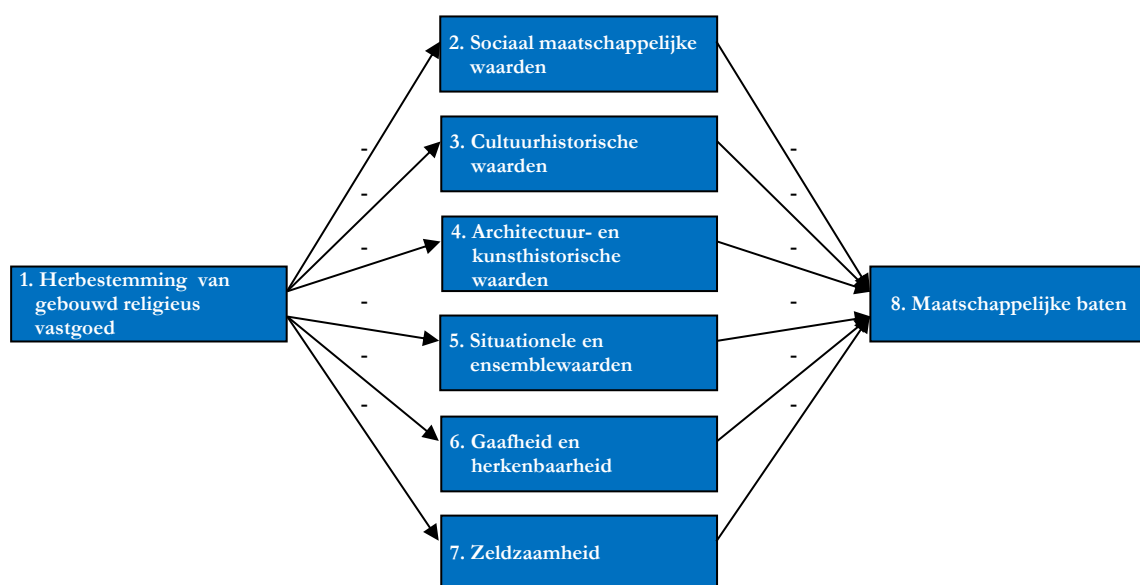 2. Sociaal maatschappelijke
waarden
3. Cultuurhistorische
waarden
4. Architectuur- en
kunsthistorische
waarden
1. Herbestemming van
gebouwd religieus
vastgoed
5. Situationele en
ensemblewaarden
6. Gaafheid en
herkenbaarheid
7. Zeldzaamheid
8. Maatschappelijke baten
-
-
-
-
-
-
-
-
-
-